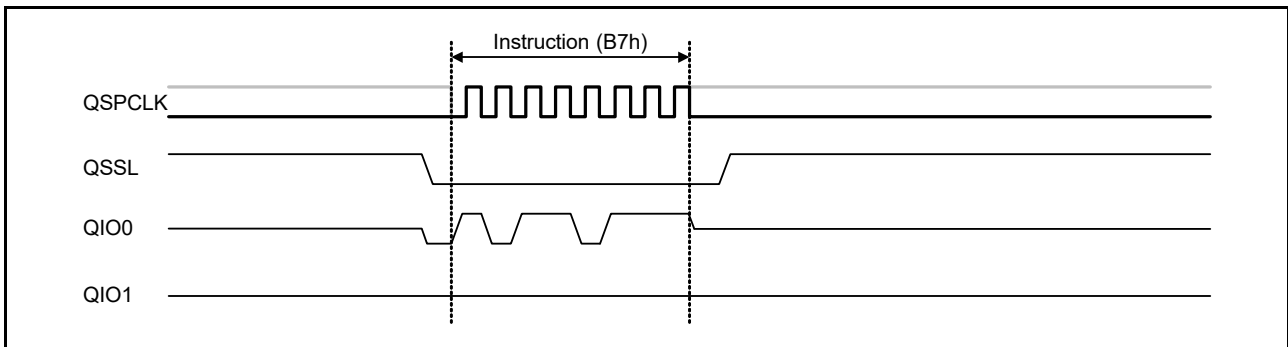 Instruction (B7h)
QSPCLK
QSSL
QIO0
QIO1